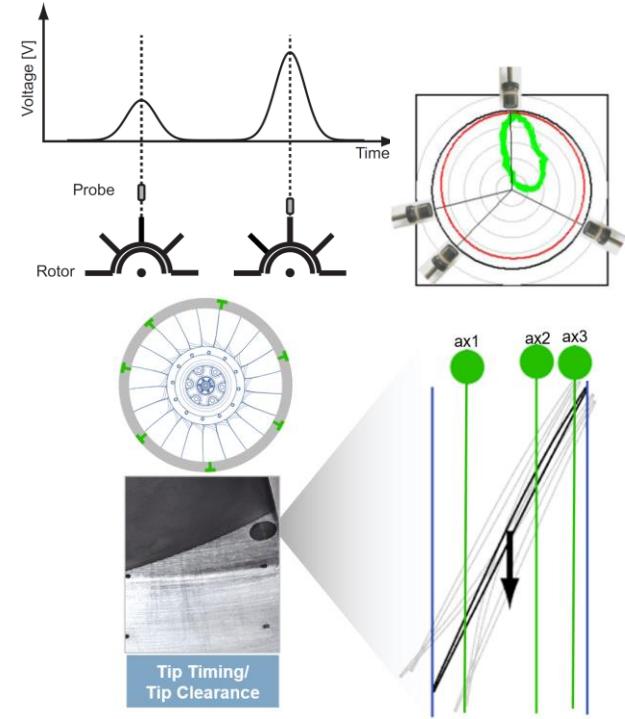 Voltage [V]
Time
Probe
Rotor
ax1
ax2
ax3
Tip Timing/
Tip Clearance